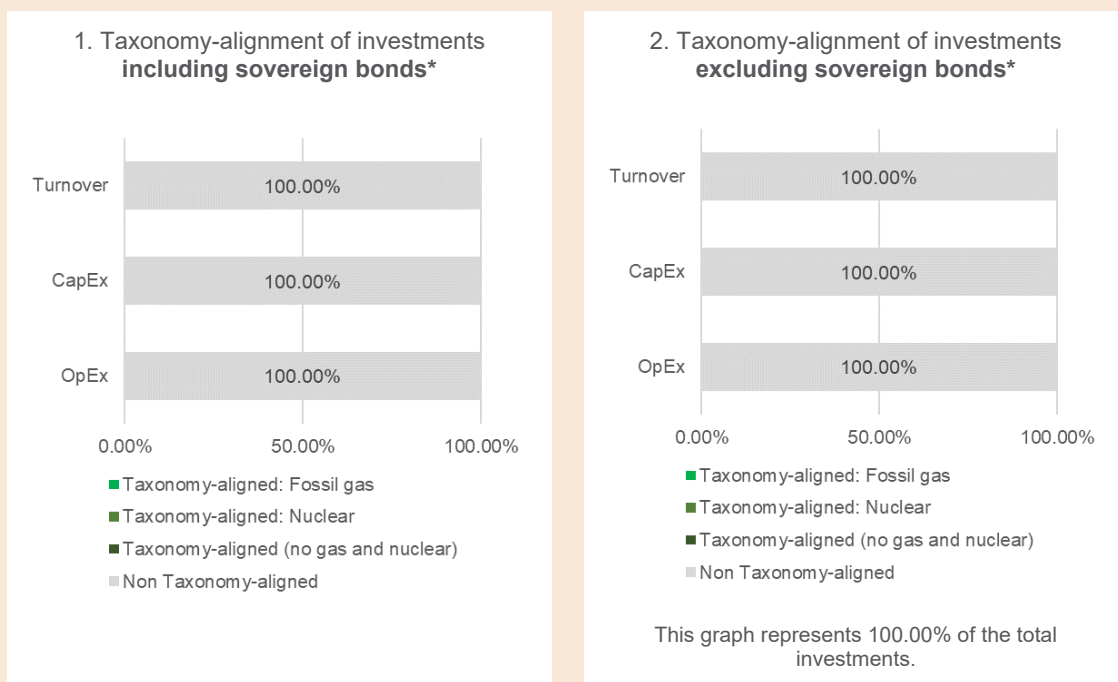 1. Taxonomy-alignment of investments
including sovereign bonds*
Turnover
100.00%
CapEx
100.00%
OpEx
100.00%
0.00%
50.00%
100.00%
Taxonomy-aligned: Fossil gas
Taxonomy-aligned: Nuclear
Taxonomy-aligned (no gas and nuclear)
Non Taxonomy-aligned
2. Taxonomy-alignment of investments
excluding sovereign bonds*
Turnover
100.00%
CapEx
100.00%
OpEx
100.00%
0.00%
50.00%
100.00%
Taxonomy-aligned: Fossil gas
Taxonomy-aligned: Nuclear
Taxonomy-aligned (no gas and nuclear)
Non Taxonomy-aligned
This graph represents 100.00% of the total
investments.